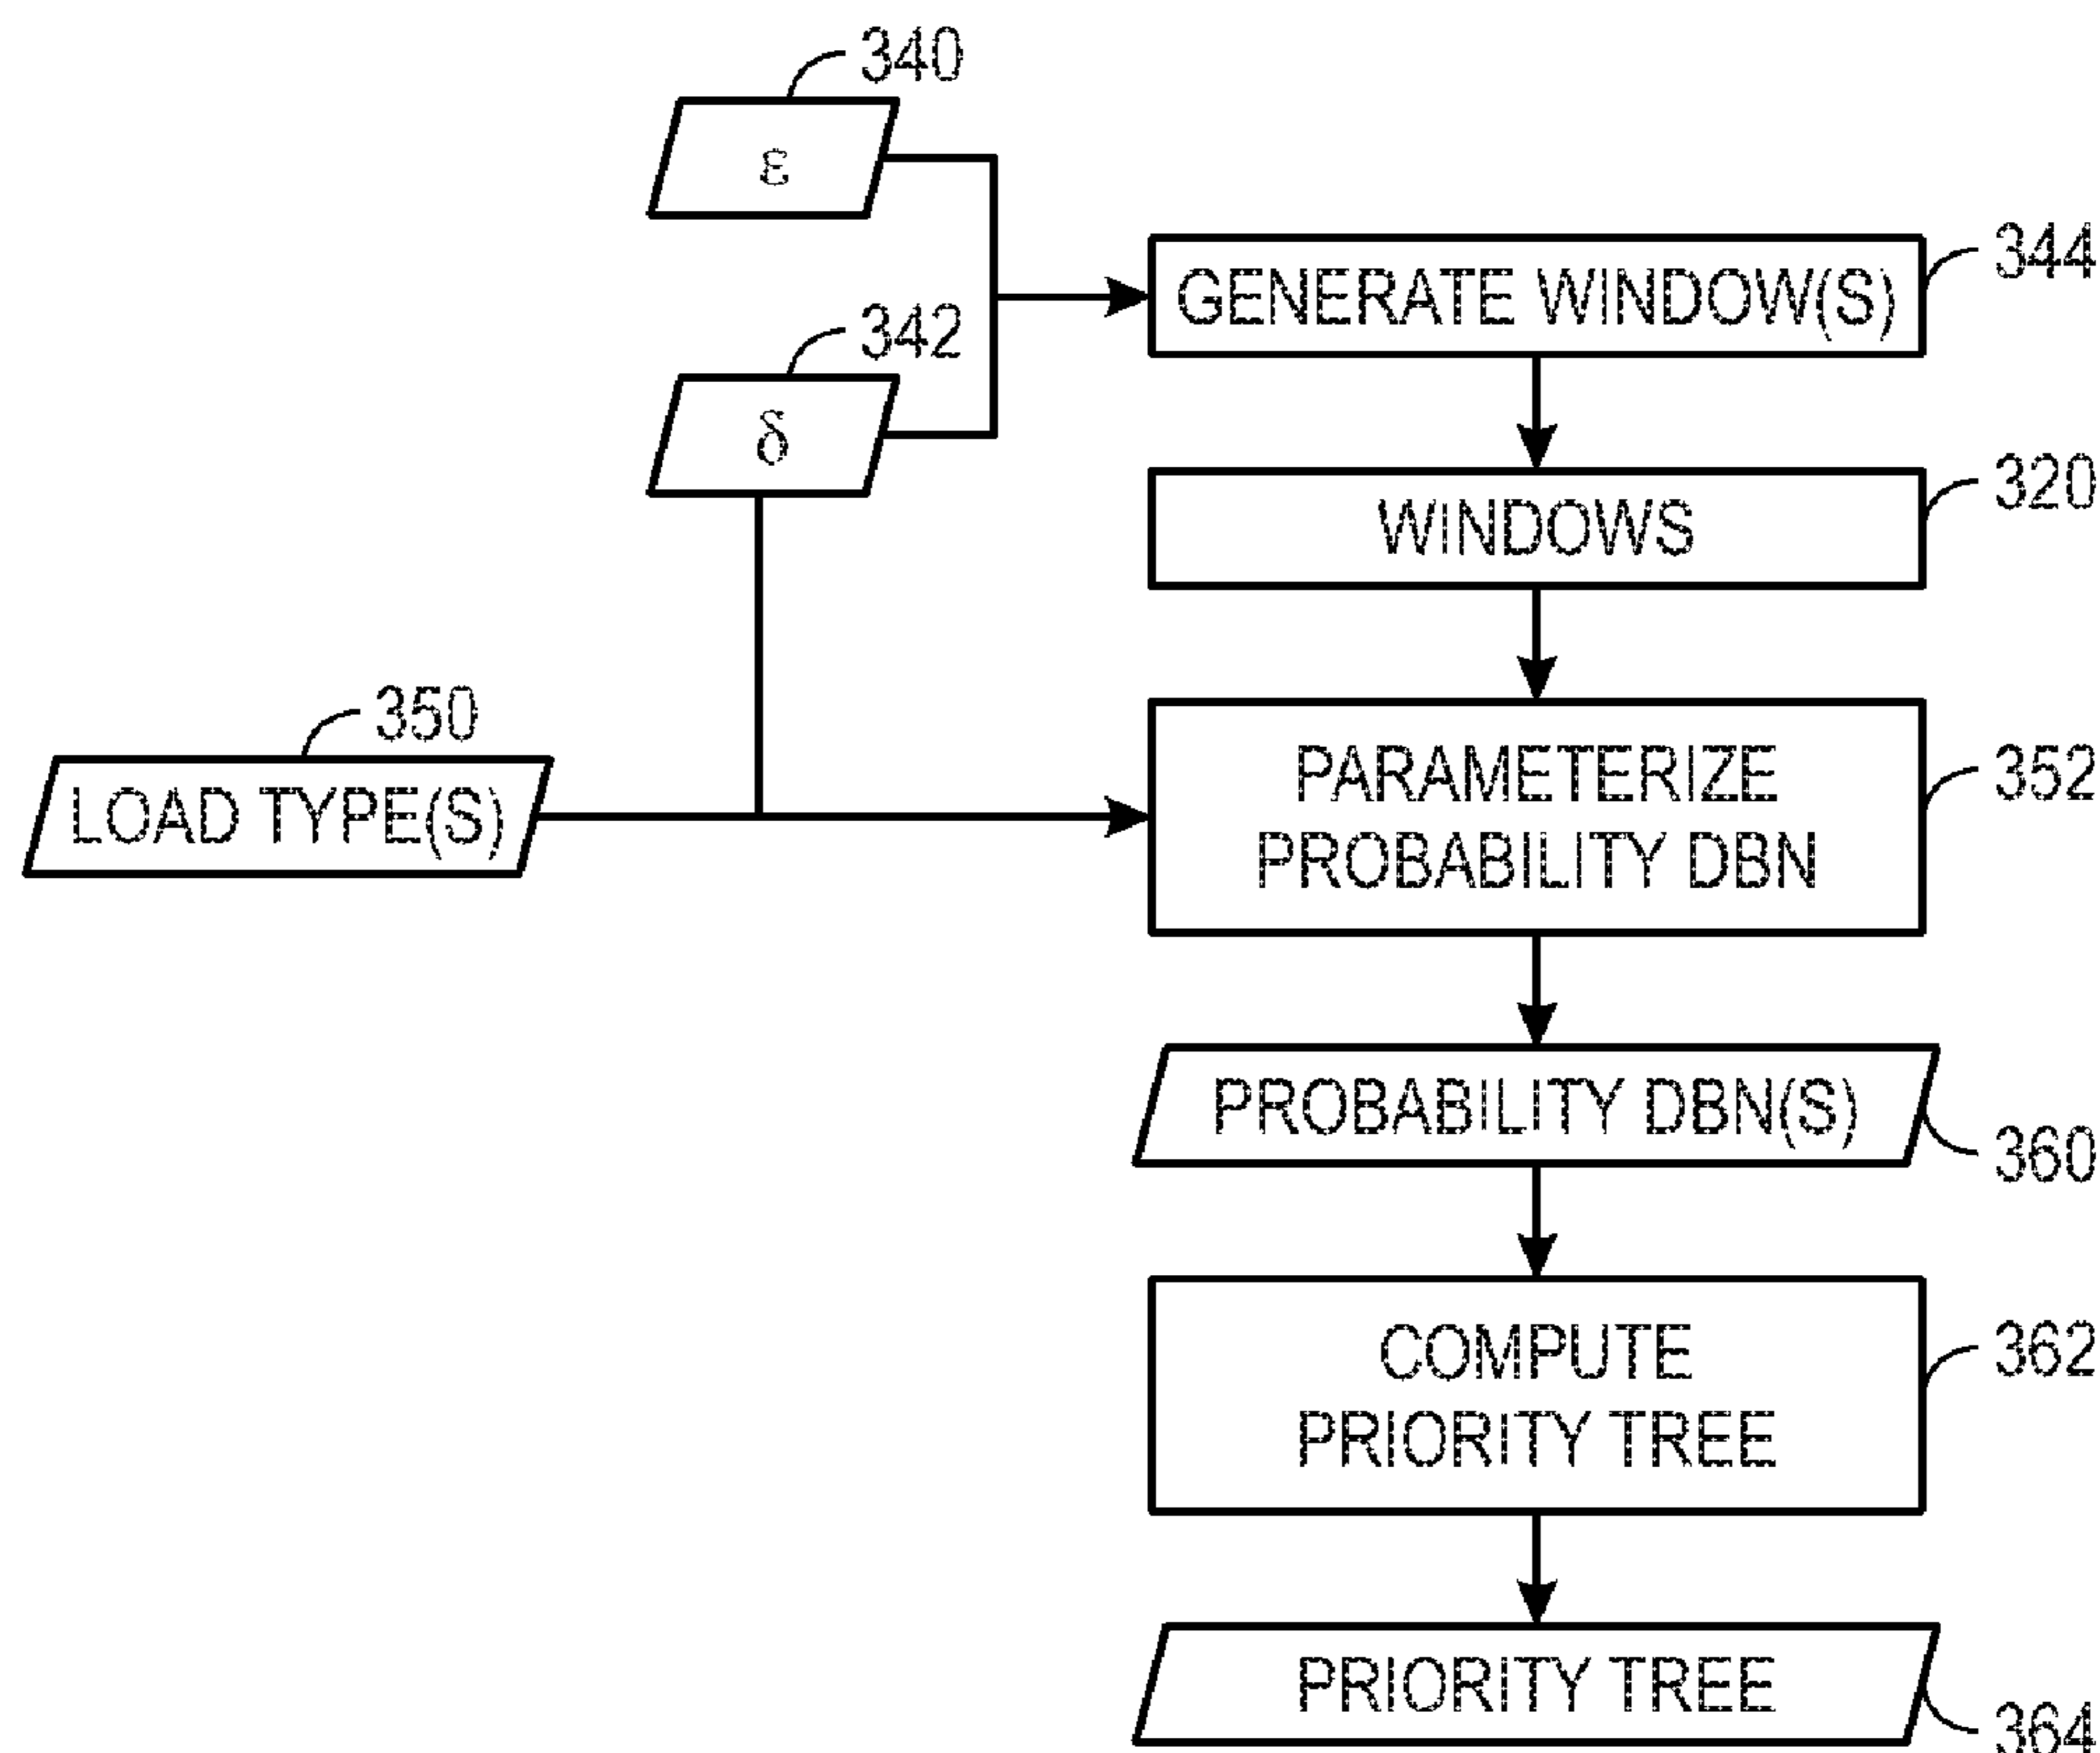 340
ε
344
GENERATE WINDOW(S)
342
δ
320
WINDOWS
350
LOAD TYPE(S)
352
PARAMETERIZE
PROBABILITY DBN
PROBABILITY DBN(S)
360
362
COMPUTE
PRIORITY TREE
PRIORITY TREE
364